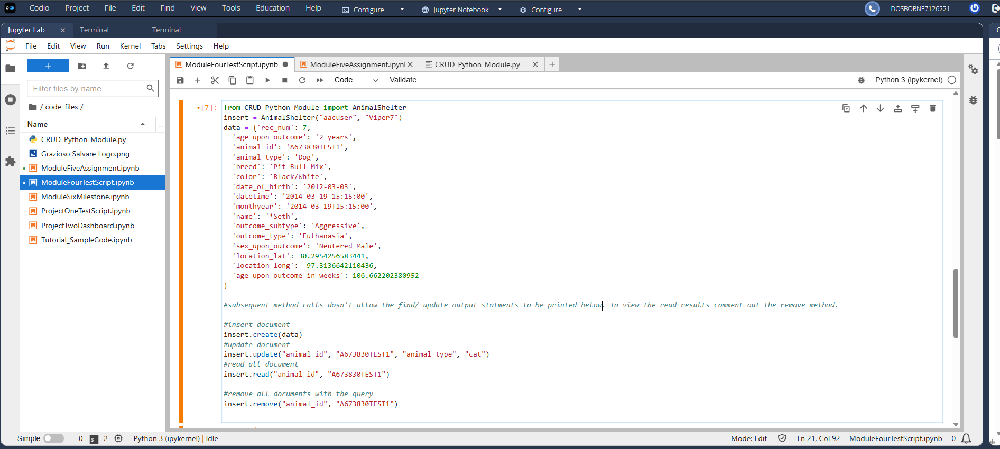 Codio Project File Edit Find View Tools Education Help Configure.... Jupyter Notebook Configure.... DOSBORNE7126221...
Jupyter Lab Terminal Terminal
File Edit View Run Kernel Tabs Settings Help
ModuleFourTestScript.ipynb ModuleFiveAssignment.ipynl CRUD_Python_Module.py
Code Validate Python 3 (ipykernel)
Filter files by name
/ code_files /
Name
CRUD_Python_Module.py
Grazioso Salvare Logo.png
ModuleFiveAssignment.ipynb
ModuleFourTestScript.ipynb
ModuleSixMilestone.ipynb
ProjectOneTestScript.ipynb
ProjectTwoDashboard.ipynb
Tutorial_SampleCode.ipynb
[7]: from CRUD_Python_Module import AnimalShelter
insert = AnimalShelter("aacuser", "Viper7")
data = {'rec_num': 7,
'age_upon_outcome': '2 years',
'animal_id': 'A673830TEST1',
'animal_type': 'Dog',
'breed': 'Pit Bull Mix',
'color': 'Black/White',
'date_of_birth': '2012-03-03',
'datetime': '2014-03-19 15:15:00',
'monthyear': '2014-03-19T15:15:00',
'name': '*Seth',
'outcome_subtype': 'Aggressive',
'outcome_type': 'Euthanasia',
'sex_upon_outcome': 'Neutered Male',
'location_lat': 30.2954256583441,
'location_long': -97.3136642110436,
'age_upon_outcome_in_weeks': 106.662202380952
}
#subsequent method calls dosn't allow the find/ update output statments to be printed below. To view the read results comment out the remove method.
#insert document
insert.create(data)
#update document
insert.update("animal_id", "A673830TEST1", "animal_type", "cat")
#read all document
insert.read("animal_id", "A673830TEST1")
#remove all documents with the query
insert.remove("animal_id", "A673830TEST1")
Simple 0 2 Python 3 (ipykernel) | Idle Mode: Edit Ln 21, Col 92 ModuleFourTestScript.ipynb 0